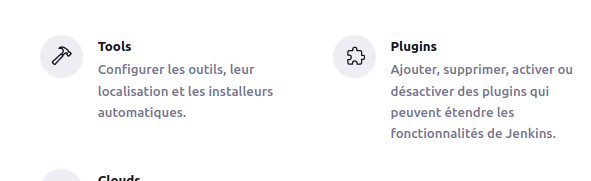 Tools
Configurer les outils, leur
localisation et les installeurs
automatiques.
Plugins
Ajouter, supprimer, activer ou
désactiver des plugins qui
peuvent étendre les
fonctionnalités de Jenkins.
Clouds